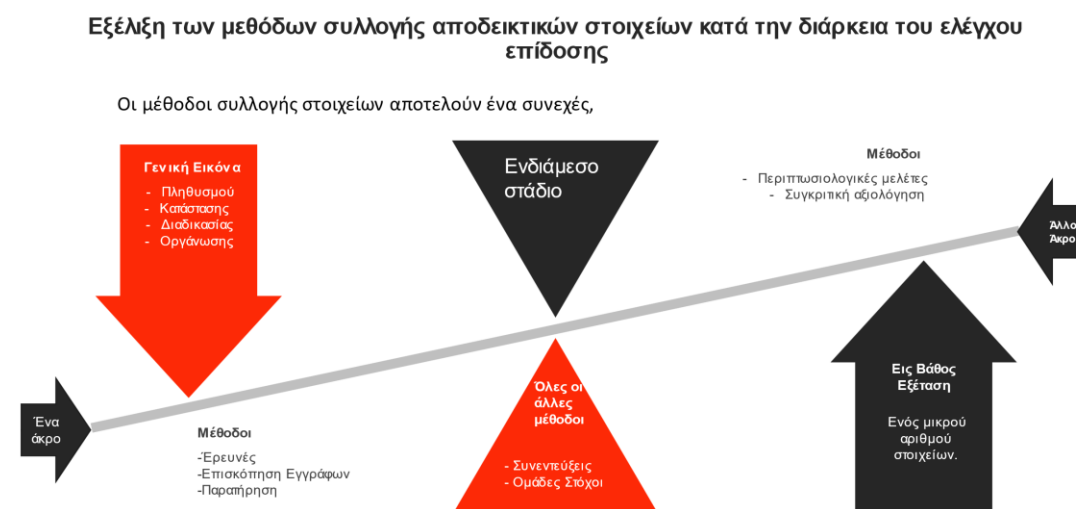 Εξέλιξη των μεθόδων συλλογής αποδεικτικών στοιχείων κατά την διάρκεια του ελέγχου
επίδοσης
Οι μέθοδοι συλλογής στοιχείων αποτελούν ένα συνεχές,
Γενική Εικόνα
- Πληθυσμού
- Κατάστασης
- Διαδικασίας
- Οργάνωσης
Ενδιάμεσο
στάδιο
Μέθοδοι
- Περιπτωσιολογικές μελέτες
- Συγκριτική αξιολόγηση
Άλλο
Άκρο
Ένα
άκρο
Μέθοδοι
-Έρευνές
-Επισκόπηση Εγγράφων
-Παρατήρηση
Όλες οι
άλλες
μέθοδοι
- Συνεντεύξεις
- Ομάδες Στόχοι
Εις Βάθος
Εξέταση
Ενός μικρού
αριθμού
στοιχείων.